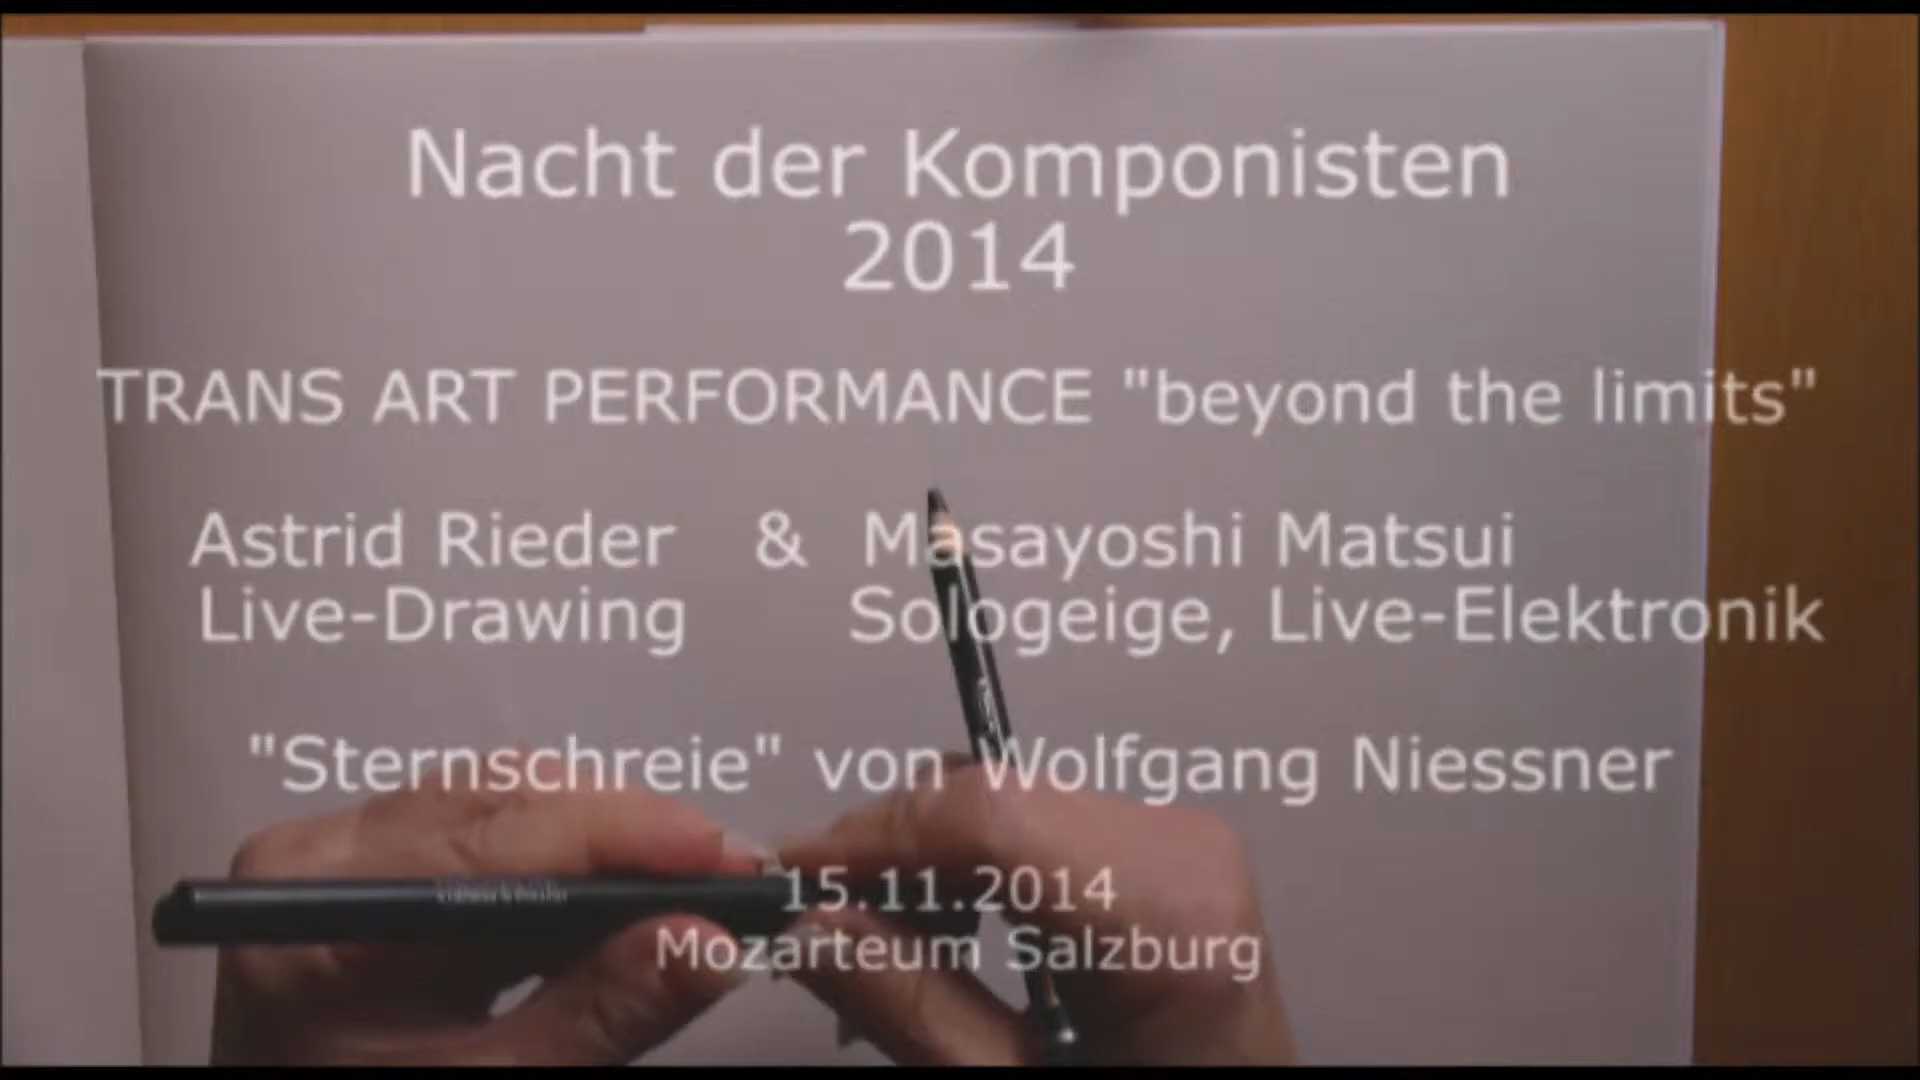 Nacht der Komponisten
2014
TRANS ART PERFORMANCE "beyond the limits"
Astrid Rieder & Masayoshi Matsui
Live-Drawing Sologeige, Live-Elektronik
"Sternschreie" von Wolfgang Niessner
15.11.2014
Mozarteum Salzburg